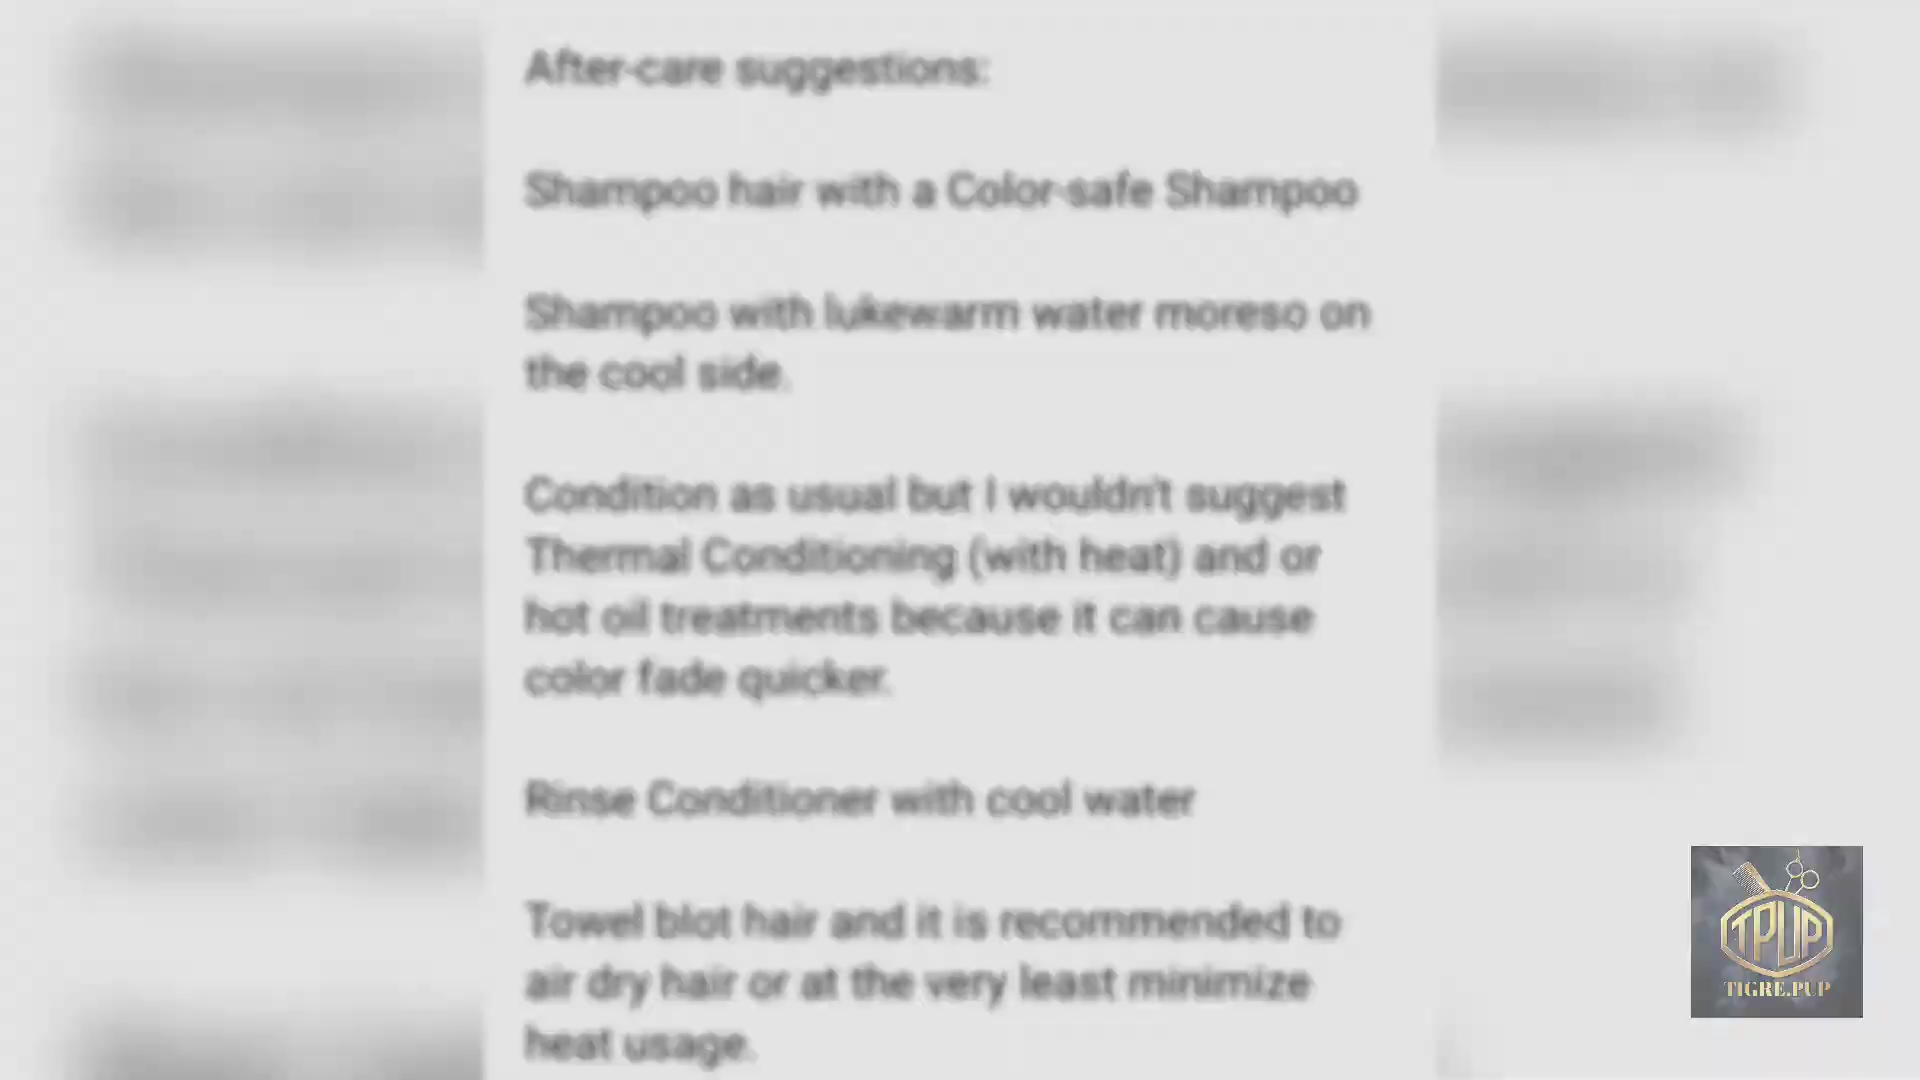 After-care suggestions:
Shampoo hair with a Color-safe Shampoo
Shampoo with lukewarm water moreso on
the cool side.
Condition as usual but I wouldn't suggest
Thermal Conditioning (with heat) and or
hot oil treatments because it can cause
color fade quicker.
Rinse Conditioner with cool water
Towel blot hair and it is recommended to
air dry hair or at the very least minimize
heat usage.
TPUP
TIGRE.PUP